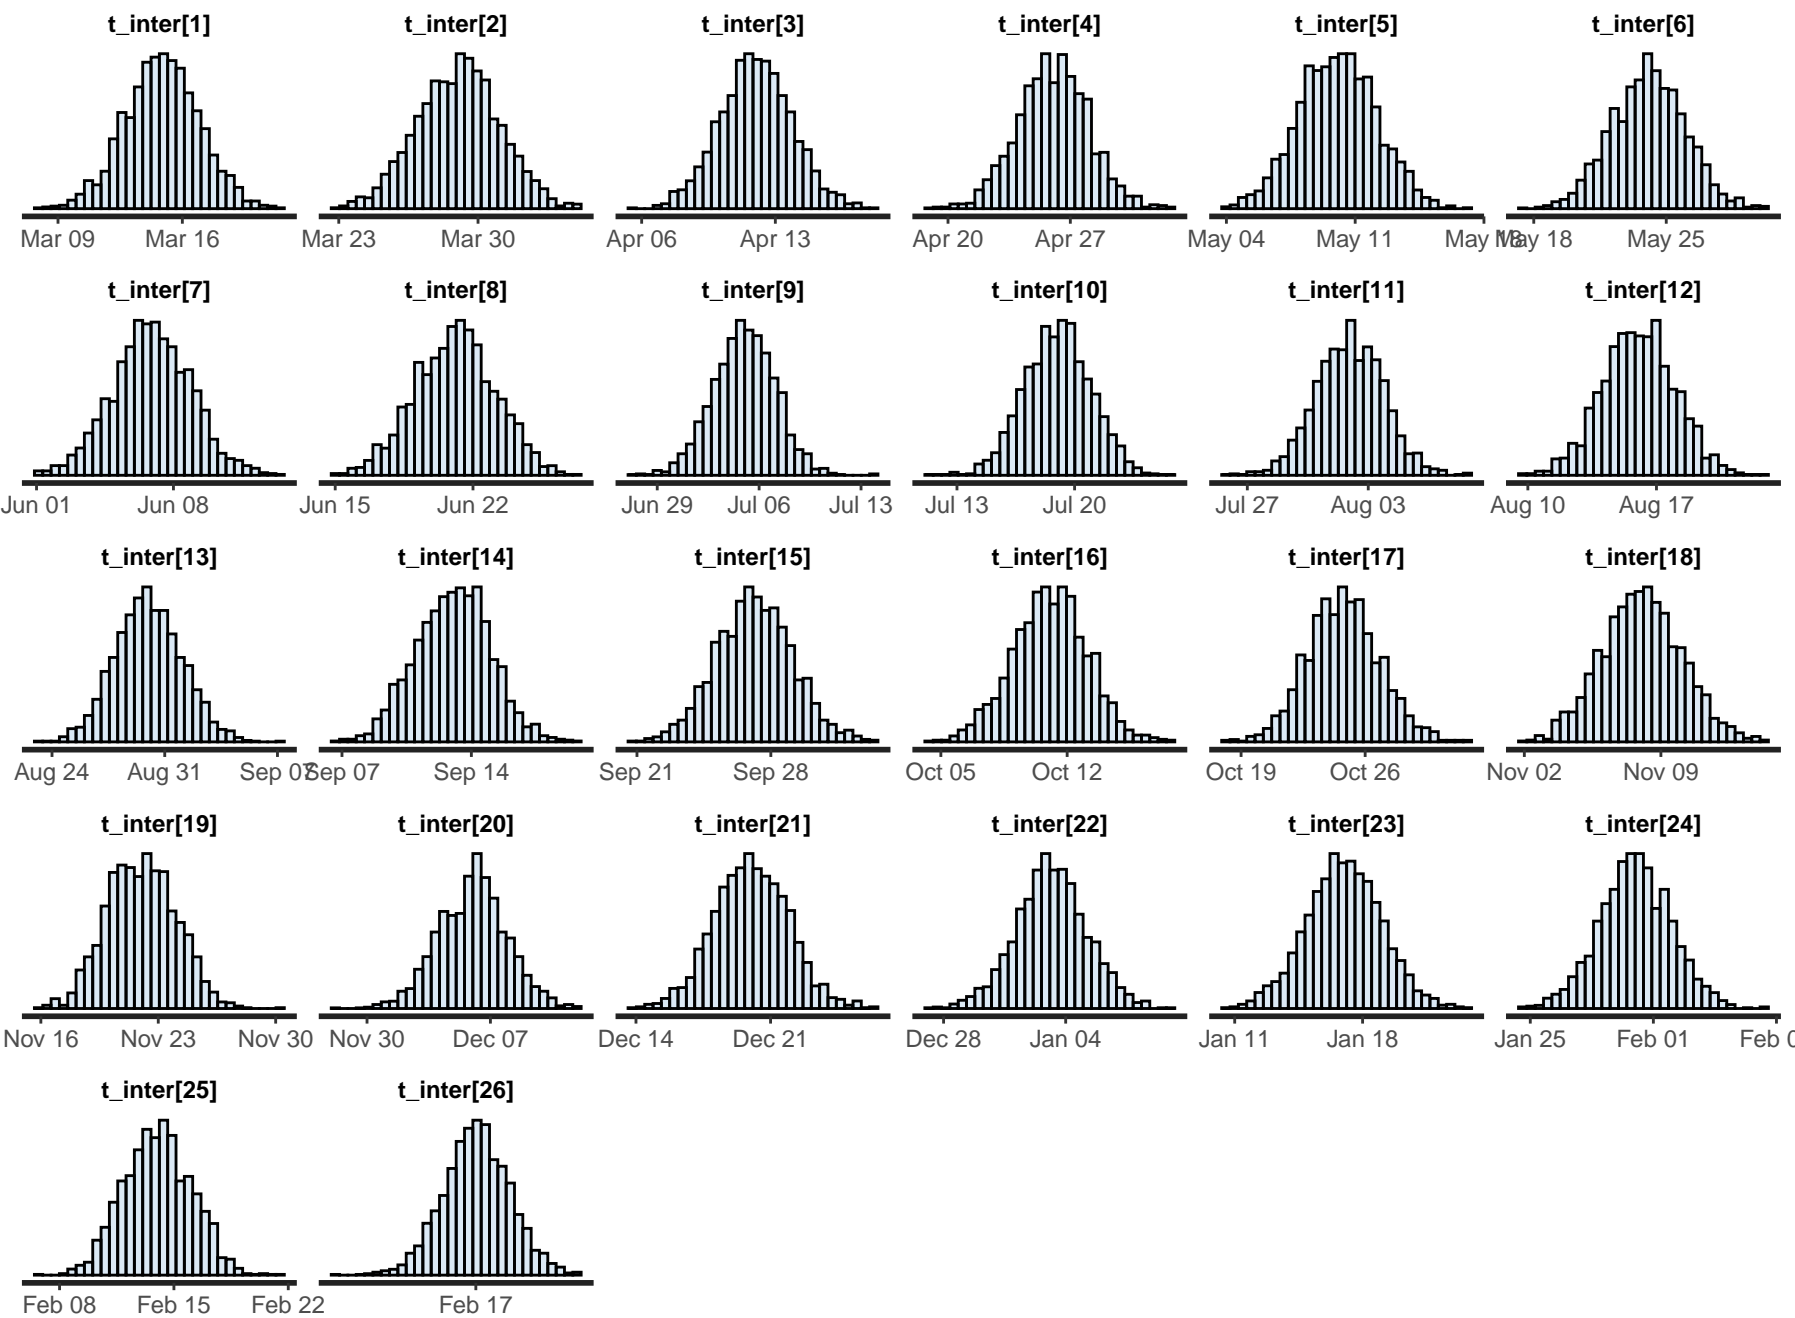 t_inter[1] t_inter[2] t_inter[3] t_inter[4] t_inter[5] t_inter[6]
Mar 09 Mar 16 Mar 23 Mar 30 Apr 06 Apr 13 Apr 20 Apr 27 May 04 May 11 May 18 May 18 May 25
t_inter[7] t_inter[8] t_inter[9] t_inter[10] t_inter[11] t_inter[12]
Jun 01 Jun 08 Jun 15 Jun 22 Jun 29 Jul 06 Jul 13 Jul 13 Jul 20 Jul 27 Aug 03 Aug 10 Aug 17
t_inter[13] t_inter[14] t_inter[15] t_inter[16] t_inter[17] t_inter[18]
Aug 24 Aug 31 Sep 07 Sep 07 Sep 14 Sep 21 Sep 28 Oct 05 Oct 12 Oct 19 Oct 26 Nov 02 Nov 09
t_inter[19] t_inter[20] t_inter[21] t_inter[22] t_inter[23] t_inter[24]
Nov 16 Nov 23 Nov 30 Nov 30 Dec 07 Dec 14 Dec 21 Dec 28 Jan 04 Jan 11 Jan 18 Jan 25 Feb 01 Feb
t_inter[25] t_inter[26]
Feb 08 Feb 15 Feb 22 Feb 17